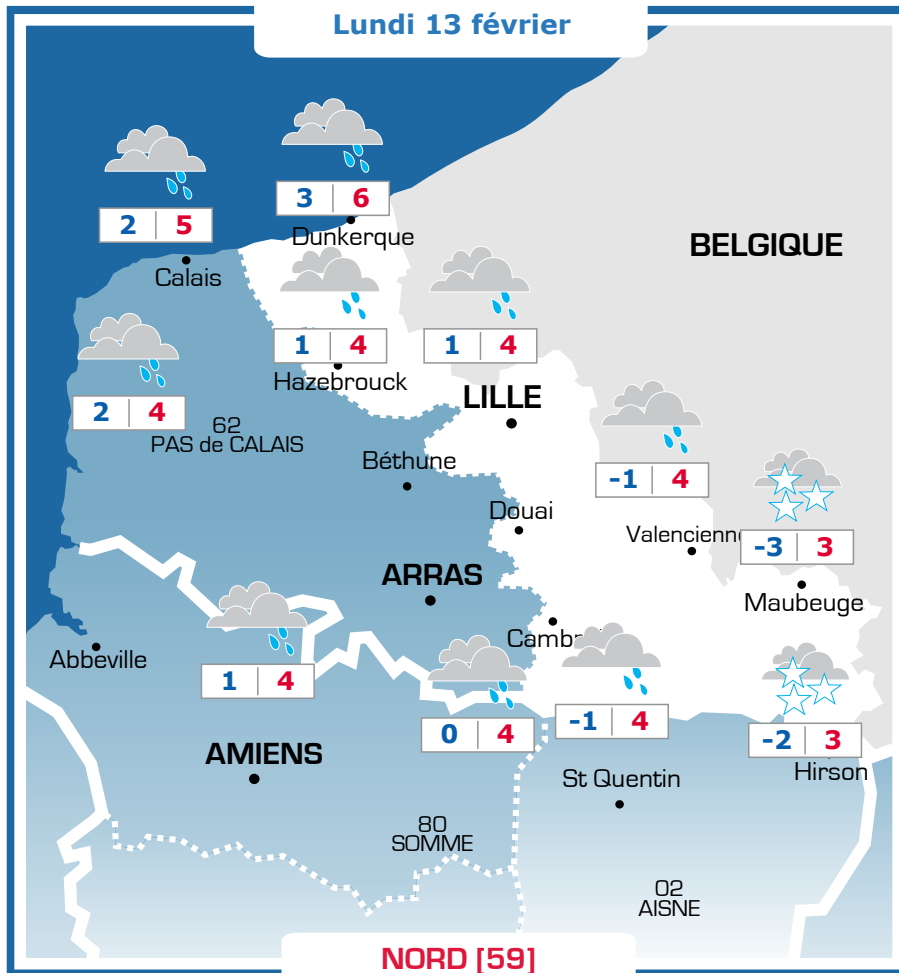 Lundi 13 février
3 6
2 5
Dunkerque
BELGIQUE
Calais
1 4
1 4
Hazebrouck
2 4
LILLE
62
PAS de CALAIS
Béthune
-1 4
Douai
Valencienn
-3 3
ARRAS
Maubeuge
Abbeville
1 4
0 4
-1 4
-2 3
AMIENS
Hirson
St Quentin
80
SOMME
02
AISNE
NORD [59]